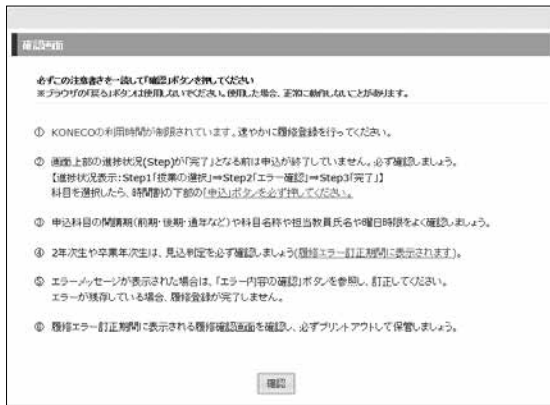 確認画面
必ずこの注意書きを一読して「確認」ボタンを押してください
※ブラウザの「戻る」ボタンは使用しないでください。使用した場合、正常に動作しないことがあります。
① KONECOの利用時間が制限されています。速やかに履修登録を行ってください。
② 画面上部の進捗状況(Step)が「完了」となる前は申込が終了していません。必ず確認しましょう。
【進捗状況表示:Step1「授業の選択」⇒Step2「エラー確認」⇒Step3「完了」】
科目を選択したら、時間割の下部の「申込」ボタンを必ず押してください。
③ 申込科目の開講期(前期・後期・通年など)や科目名称や担当教員氏名や曜日時限をよく確認しましょう。
④ 2年次生や卒業年次生は、見込判定を必ず確認しましょう(履修エラー訂正期間に表示されます)。
⑤ エラーメッセージが表示された場合は、「エラー内容の確認」ボタンを参照し、訂正してください。
エラーが残存している場合、履修登録が完了しません。
⑥ 履修エラー訂正期間に表示される履修確認画面を確認し、必ずプリントアウトして保管しましょう。
確認